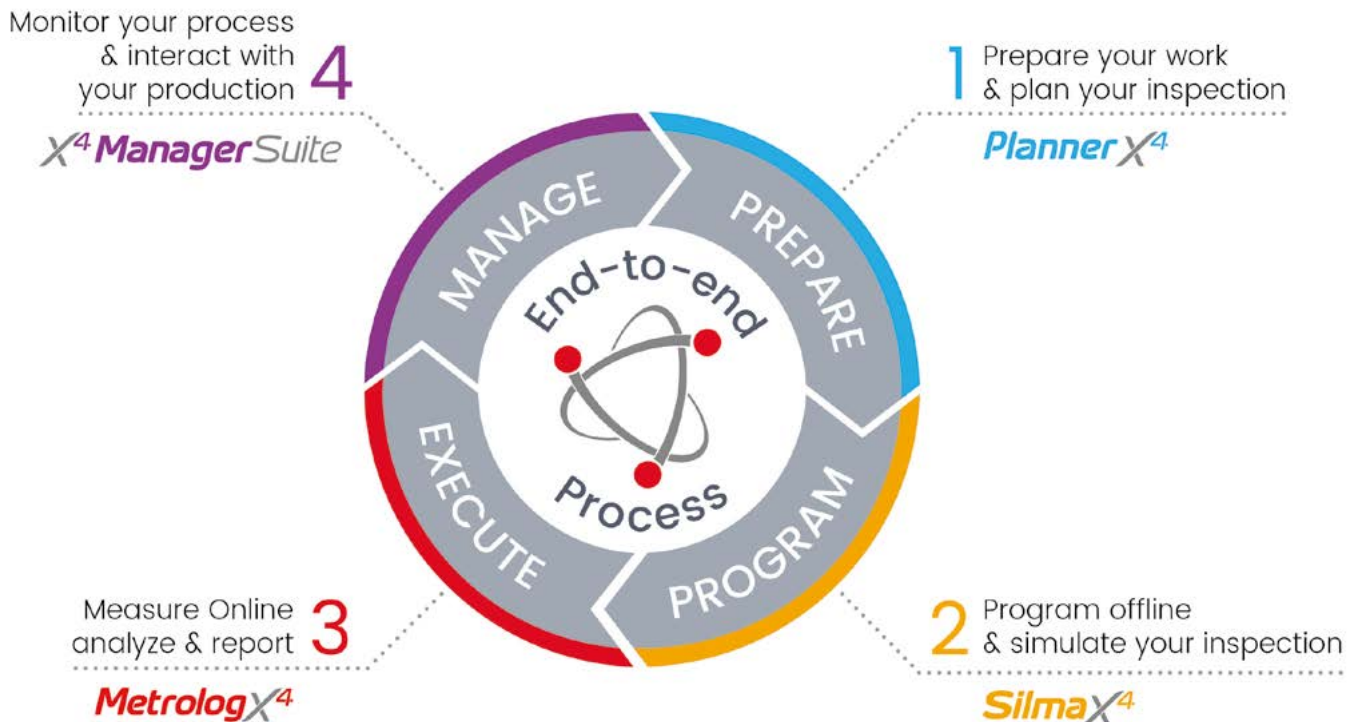 Monitor your process
& interact with
your production
4
X4 Manager Suite
1
Prepare your work
& plan your inspection
Planner X4
MANAGE
PREPARE
End-to-end
Process
EXECUTE
PROGRAM
Measure Online
analyze & report
3
Metrolog X4
2
Program offline
& simulate your inspection
Silma X4